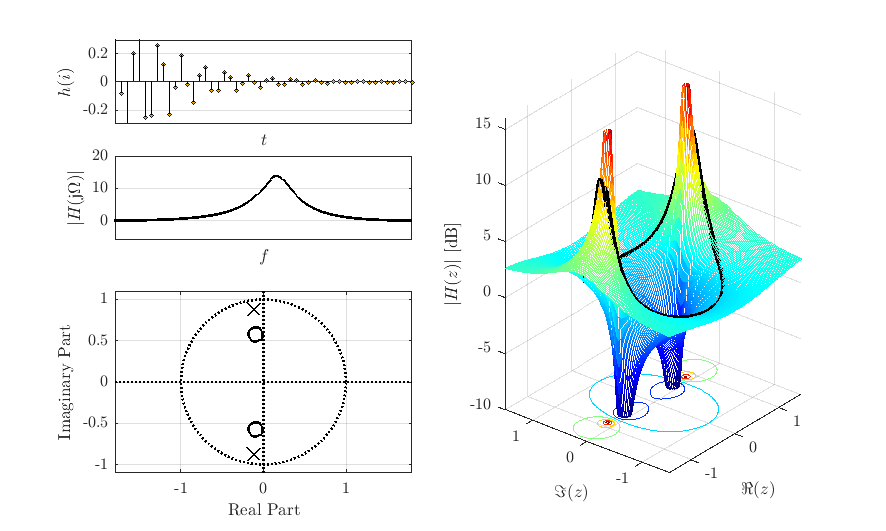 0.2
0
-0.2
h(i)
t
20
10
0
|H(jΩ)|
f
1
0.5
0
-0.5
-1
Imaginary Part
-1 0 1
Real Part
15
10
5
0
-5
-10
|H(z)| [dB]
1 0 -1
ℑ(z)
-1 0 1
ℜ(z)